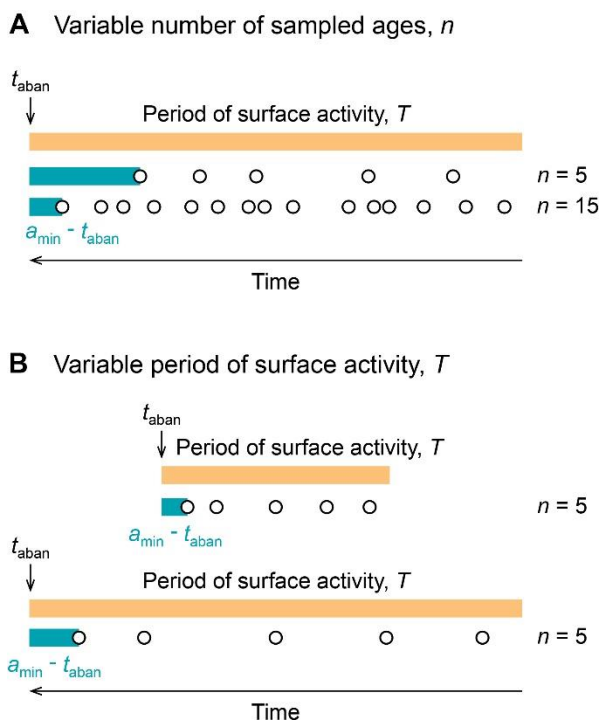 A Variable number of sampled ages, n
t_aban
Period of surface activity, T
n = 5
n = 15
a_min - t_aban
Time
B Variable period of surface activity, T
t_aban
Period of surface activity, T
n = 5
a_min - t_aban
t_aban
Period of surface activity, T
n = 5
a_min - t_aban
Time